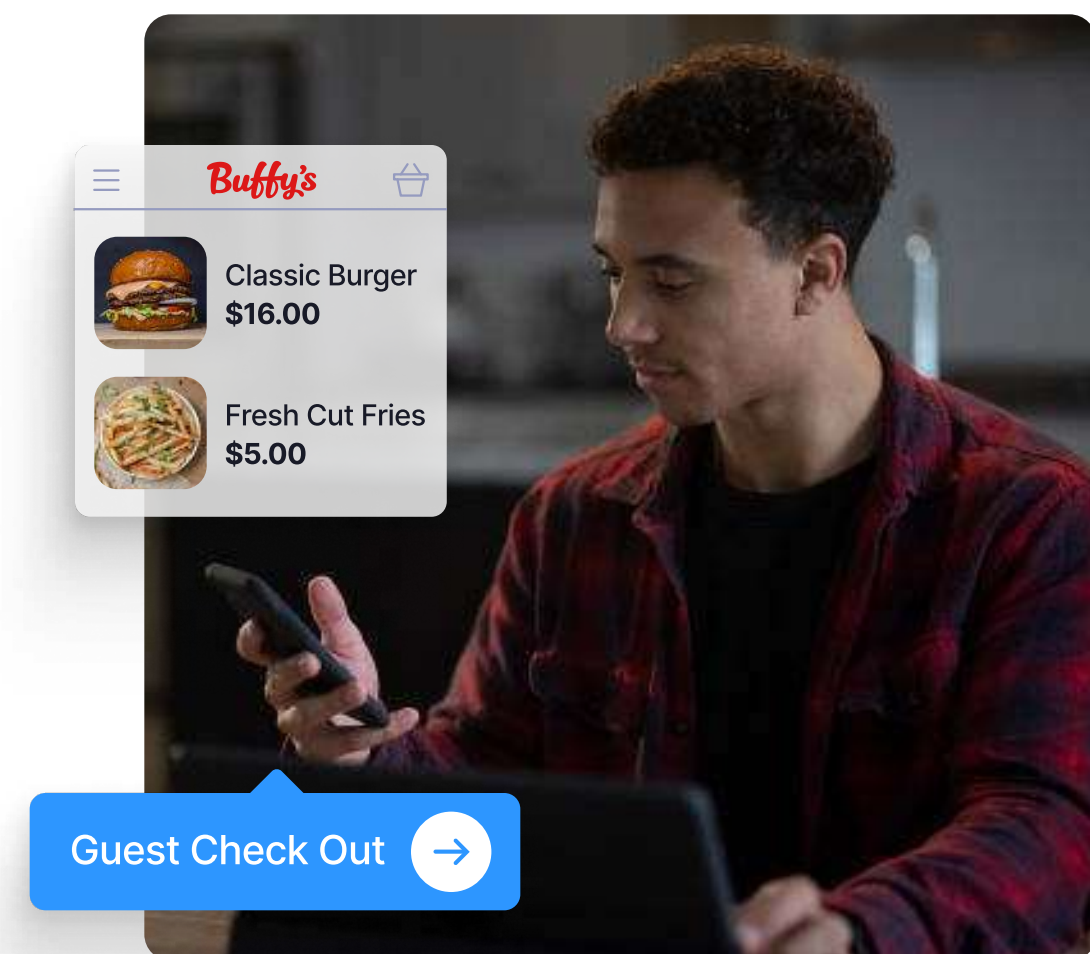 Buffy's
Classic Burger
$16.00
Fresh Cut Fries
$5.00
Guest Check Out